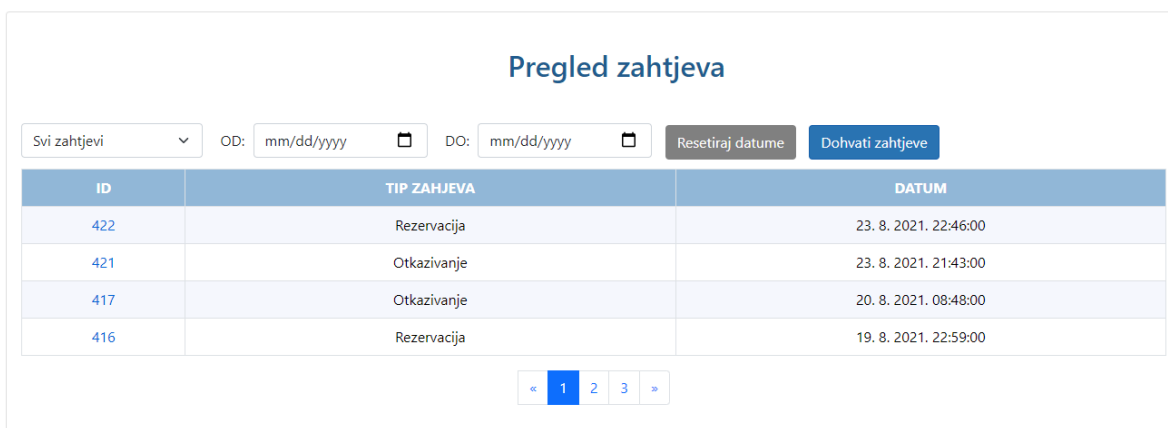 Pregled zahtjeva
Svi zahtjevi OD: mm/dd/yyyy DO: mm/dd/yyyy Resetiraj datume Dohvati zahtjeve
ID TIP ZAHJEVA DATUM
422 Rezervacija 23. 8. 2021. 22:46:00
421 Otkazivanje 23. 8. 2021. 21:43:00
417 Otkazivanje 20. 8. 2021. 08:48:00
416 Rezervacija 19. 8. 2021. 22:59:00
« 1 2 3 »